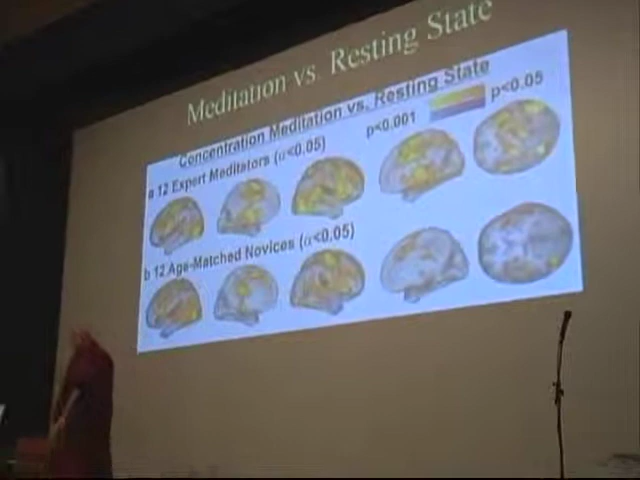 Meditation vs. Resting State
Concentration Meditation vs. Resting State
p<0.001 p<0.05
a 12 Expert Meditators (α<0.05)
b 12 Age-Matched Novices (α<0.05)